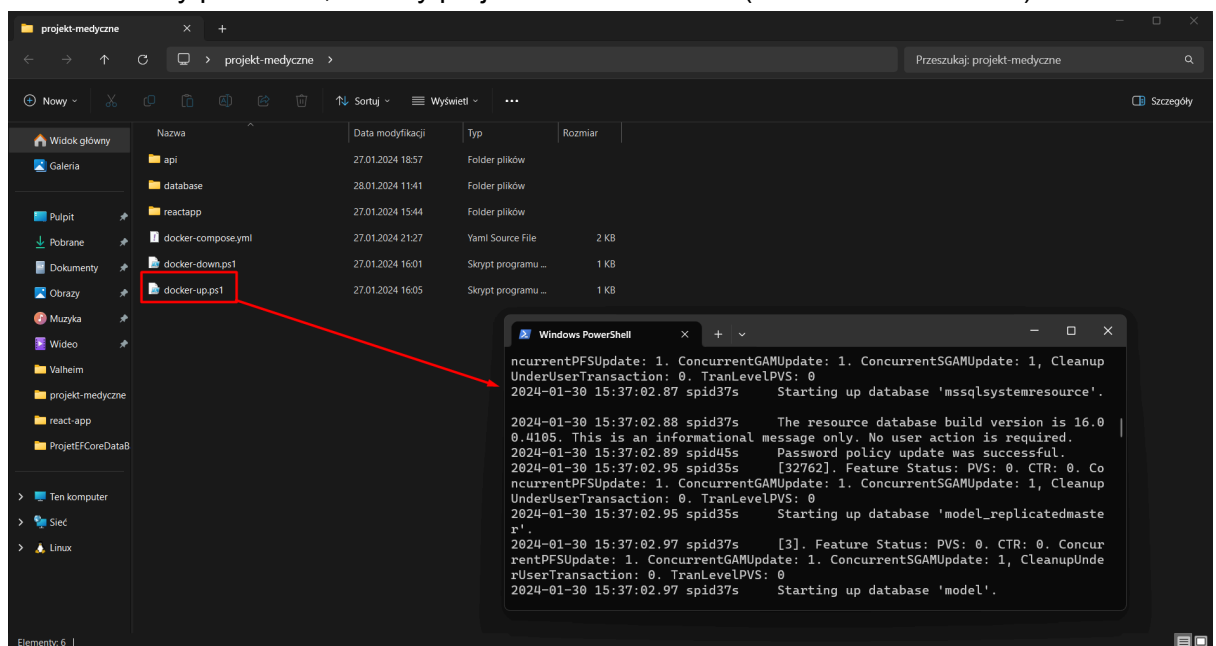 projekt-medyczne
projekt-medyczne
Przeszukaj: projekt-medyczne
Nowy
Sortuj
Wyświetl
Szczegóły
Widok główny
Galeria
Pulpit
Pobrane
Dokumenty
Obrazy
Muzyka
Wideo
Valheim
projekt-medyczne
react-app
ProjetEFCoreDataB
Ten komputer
Sieć
Linux
Nazwa Data modyfikacji Typ Rozmiar
api 27.01.2024 18:57 Folder plików
database 28.01.2024 11:41 Folder plików
reactapp 27.01.2024 15:44 Folder plików
docker-compose.yml 27.01.2024 21:27 Yaml Source File 2 KB
docker-down.ps1 27.01.2024 16:01 Skrypt programu ... 1 KB
docker-up.ps1 27.01.2024 16:05 Skrypt programu ... 1 KB
Windows PowerShell
ncurrentPFSUpdate: 1. ConcurrentGAMUpdate: 1. ConcurrentSGAMUpdate: 1, Cleanup
UnderUserTransaction: 0. TranLevelPVS: 0
2024-01-30 15:37:02.87 spid37s Starting up database 'mssqlsystemresource'.
2024-01-30 15:37:02.88 spid37s The resource database build version is 16.0
0.4105. This is an informational message only. No user action is required.
2024-01-30 15:37:02.89 spid45s Password policy update was successful.
2024-01-30 15:37:02.95 spid35s [32762]. Feature Status: PVS: 0. CTR: 0. Co
ncurrentPFSUpdate: 1. ConcurrentGAMUpdate: 1. ConcurrentSGAMUpdate: 1, Cleanup
UnderUserTransaction: 0. TranLevelPVS: 0
2024-01-30 15:37:02.95 spid35s Starting up database 'model_replicatedmaste
r'.
2024-01-30 15:37:02.97 spid37s [3]. Feature Status: PVS: 0. CTR: 0. Concur
rentPFSUpdate: 1. ConcurrentGAMUpdate: 1. ConcurrentSGAMUpdate: 1, CleanupUnde
rUserTransaction: 0. TranLevelPVS: 0
2024-01-30 15:37:02.97 spid37s Starting up database 'model'.
Elementy: 6